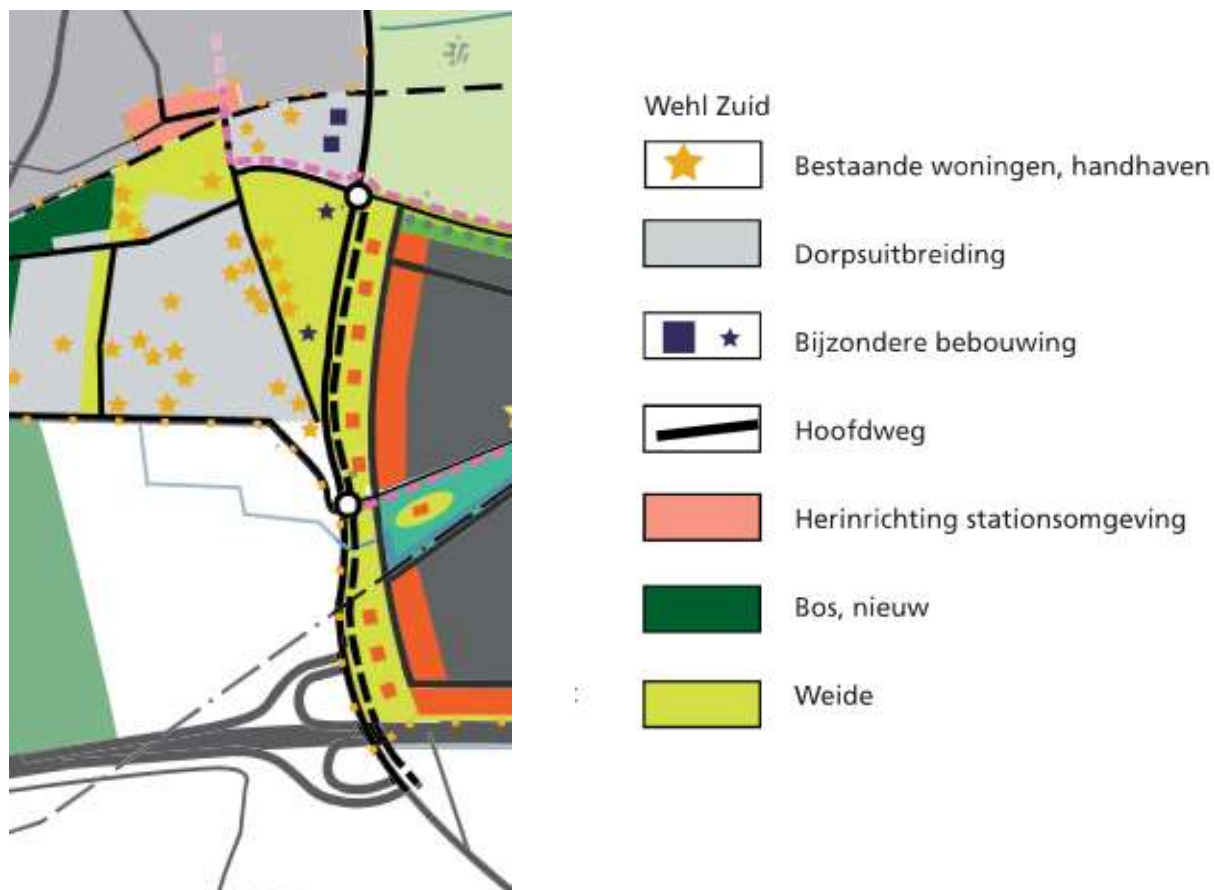 Wehl Zuid
Bestaande woningen, handhaven
Dorpsuitbreiding
Bijzondere bebouwing
Hoofdweg
Herinrichting stationsomgeving
Bos, nieuw
Weide